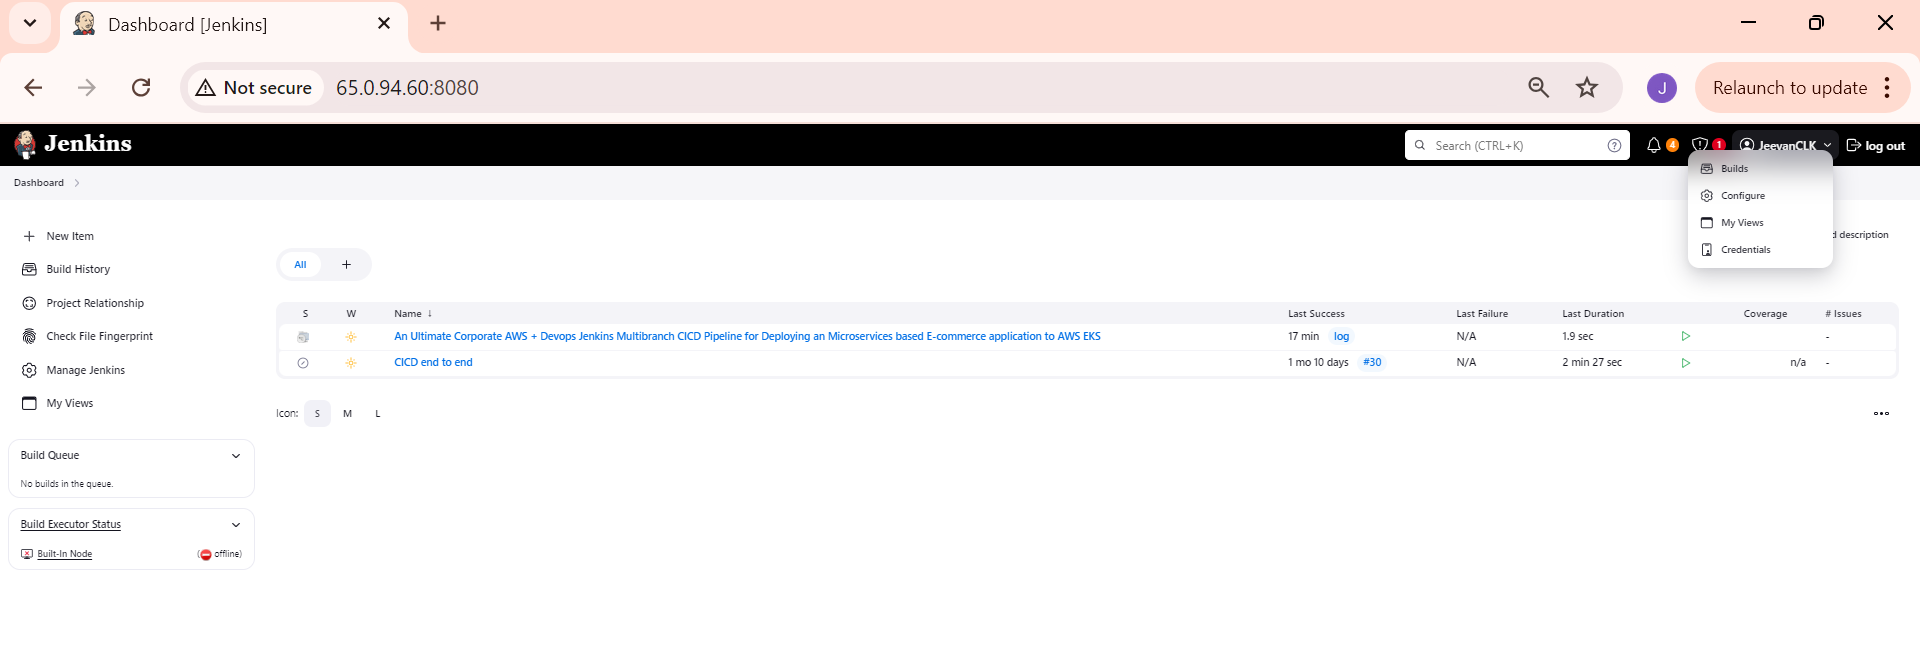 Dashboard [Jenkins]
Not secure 65.0.94.60:8080
J
Relaunch to update
Jenkins
Search (CTRL+K)
4
1
JeevanCLK
log out
Dashboard
Builds
Configure
My Views
Credentials
d description
New Item
Build History
Project Relationship
Check File Fingerprint
Manage Jenkins
My Views
All +
S W Name ↓ Last Success Last Failure Last Duration Coverage # Issues
An Ultimate Corporate AWS + Devops Jenkins Multibranch CICD Pipeline for Deploying an Microservices based E-commerce application to AWS EKS 17 min log N/A 1.9 sec -
CICD end to end 1 mo 10 days #30 N/A 2 min 27 sec n/a -
Icon: S M L
Build Queue
No builds in the queue.
Build Executor Status
Built-In Node (offline)